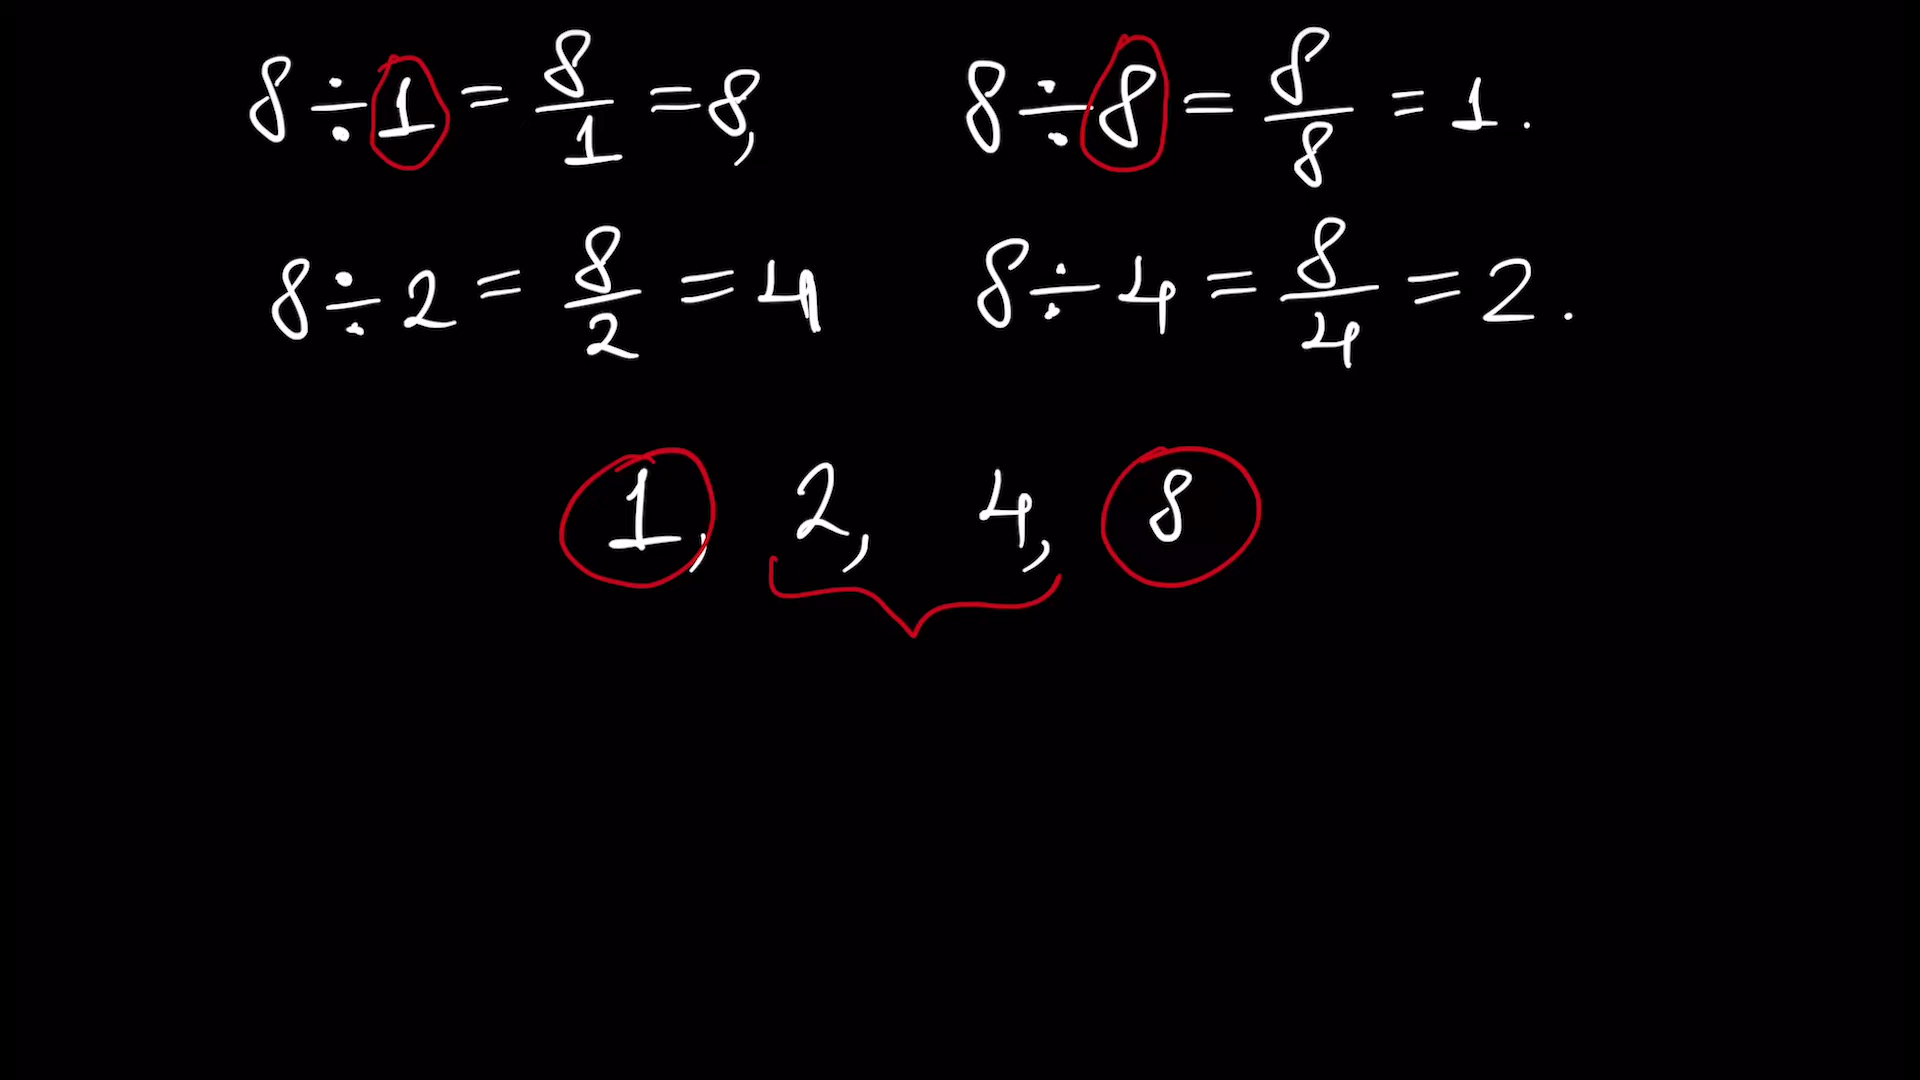 8 ÷ 1 = 8/1 = 8, 8 ÷ 8 = 8/8 = 1.
8 ÷ 2 = 8/2 = 4 8 ÷ 4 = 8/4 = 2.
1, 2, 4, 8